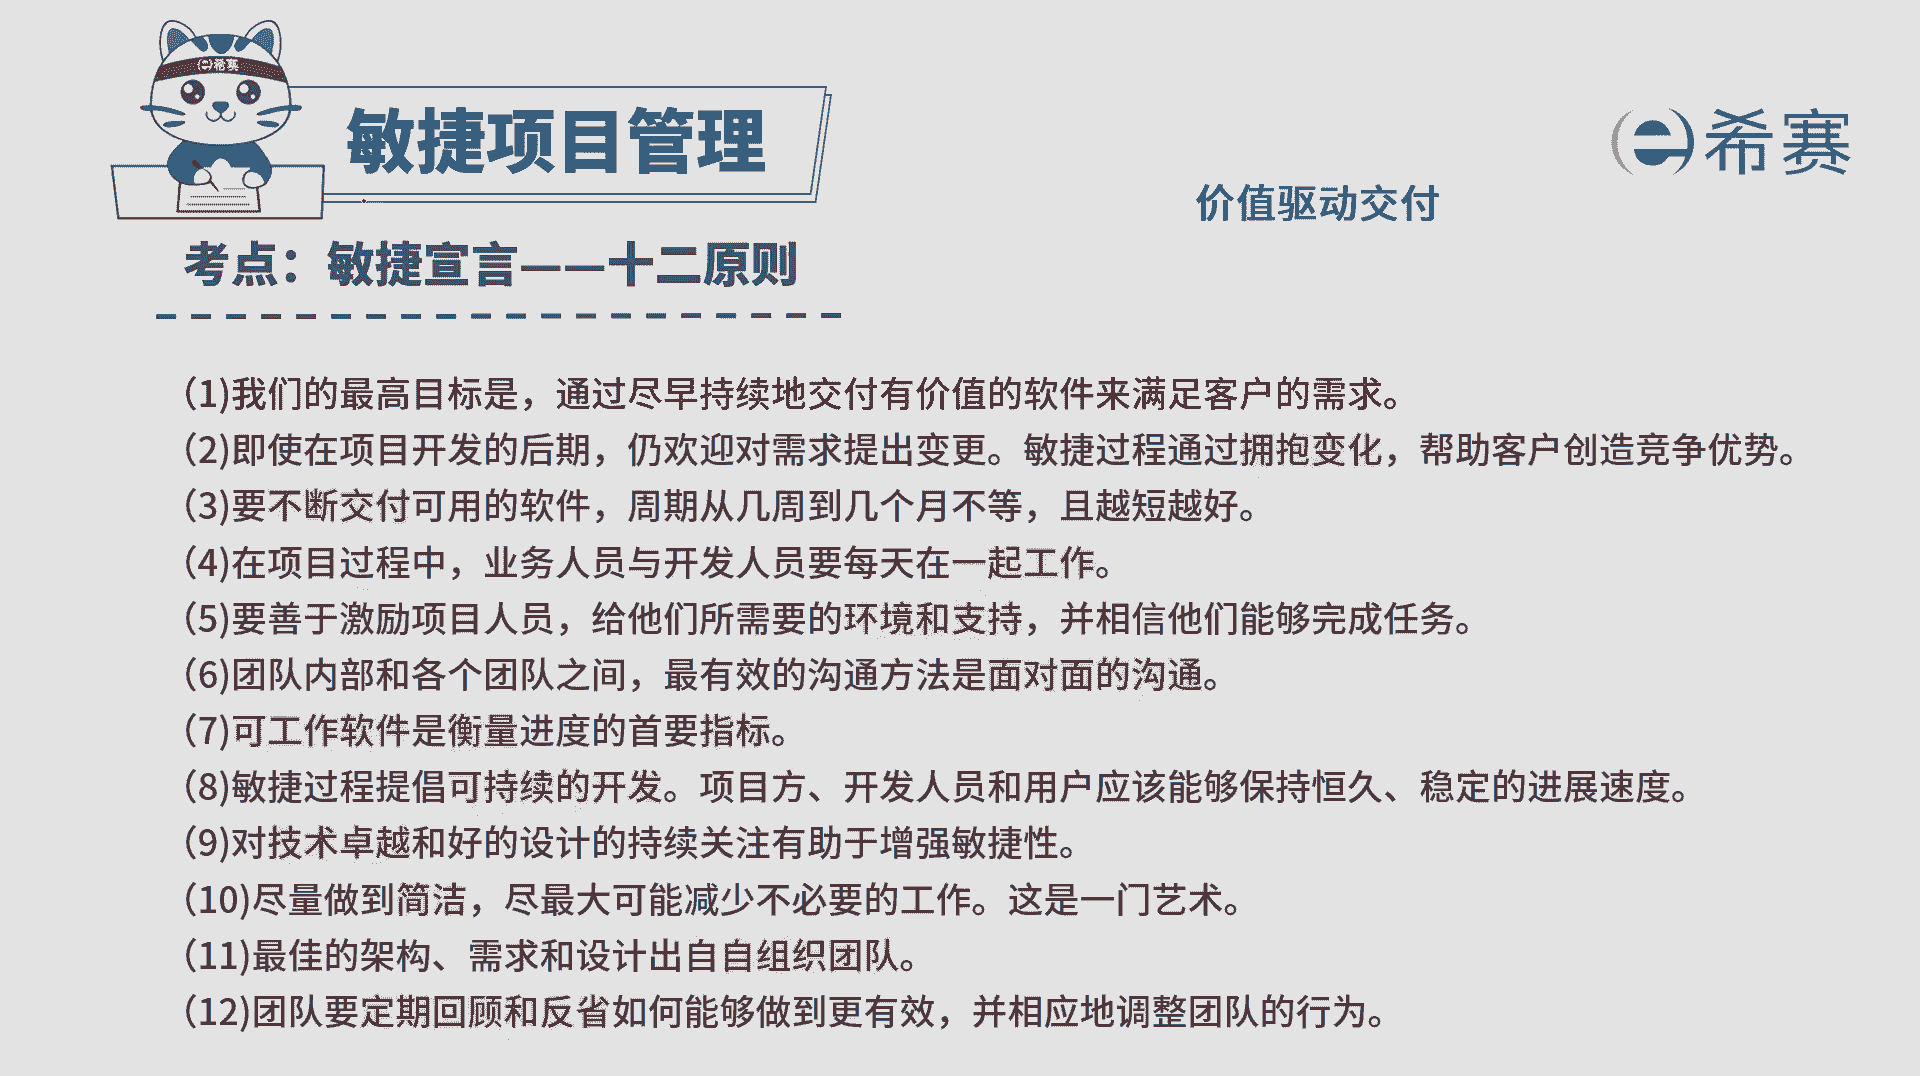 希赛
敏捷项目管理
希赛
价值驱动交付
考点：敏捷宣言——十二原则
(1)我们的最高目标是，通过尽早持续地交付有价值的软件来满足客户的需求。
(2)即使在项目开发的后期，仍欢迎对需求提出变更。敏捷过程通过拥抱变化，帮助客户创造竞争优势。
(3)要不断交付可用的软件，周期从几周到几个月不等，且越短越好。
(4)在项目过程中，业务人员与开发人员要每天在一起工作。
(5)要善于激励项目人员，给他们所需要的环境和支持，并相信他们能够完成任务。
(6)团队内部和各个团队之间，最有效的沟通方法是面对面的沟通。
(7)可工作软件是衡量进度的首要指标。
(8)敏捷过程提倡可持续的开发。项目方、开发人员和用户应该能够保持恒久、稳定的进展速度。
(9)对技术卓越和好的设计的持续关注有助于增强敏捷性。
(10)尽量做到简洁，尽最大可能减少不必要的工作。这是一门艺术。
(11)最佳的架构、需求和设计出自自组织团队。
(12)团队要定期回顾和反省如何能够做到更有效，并相应地调整团队的行为。